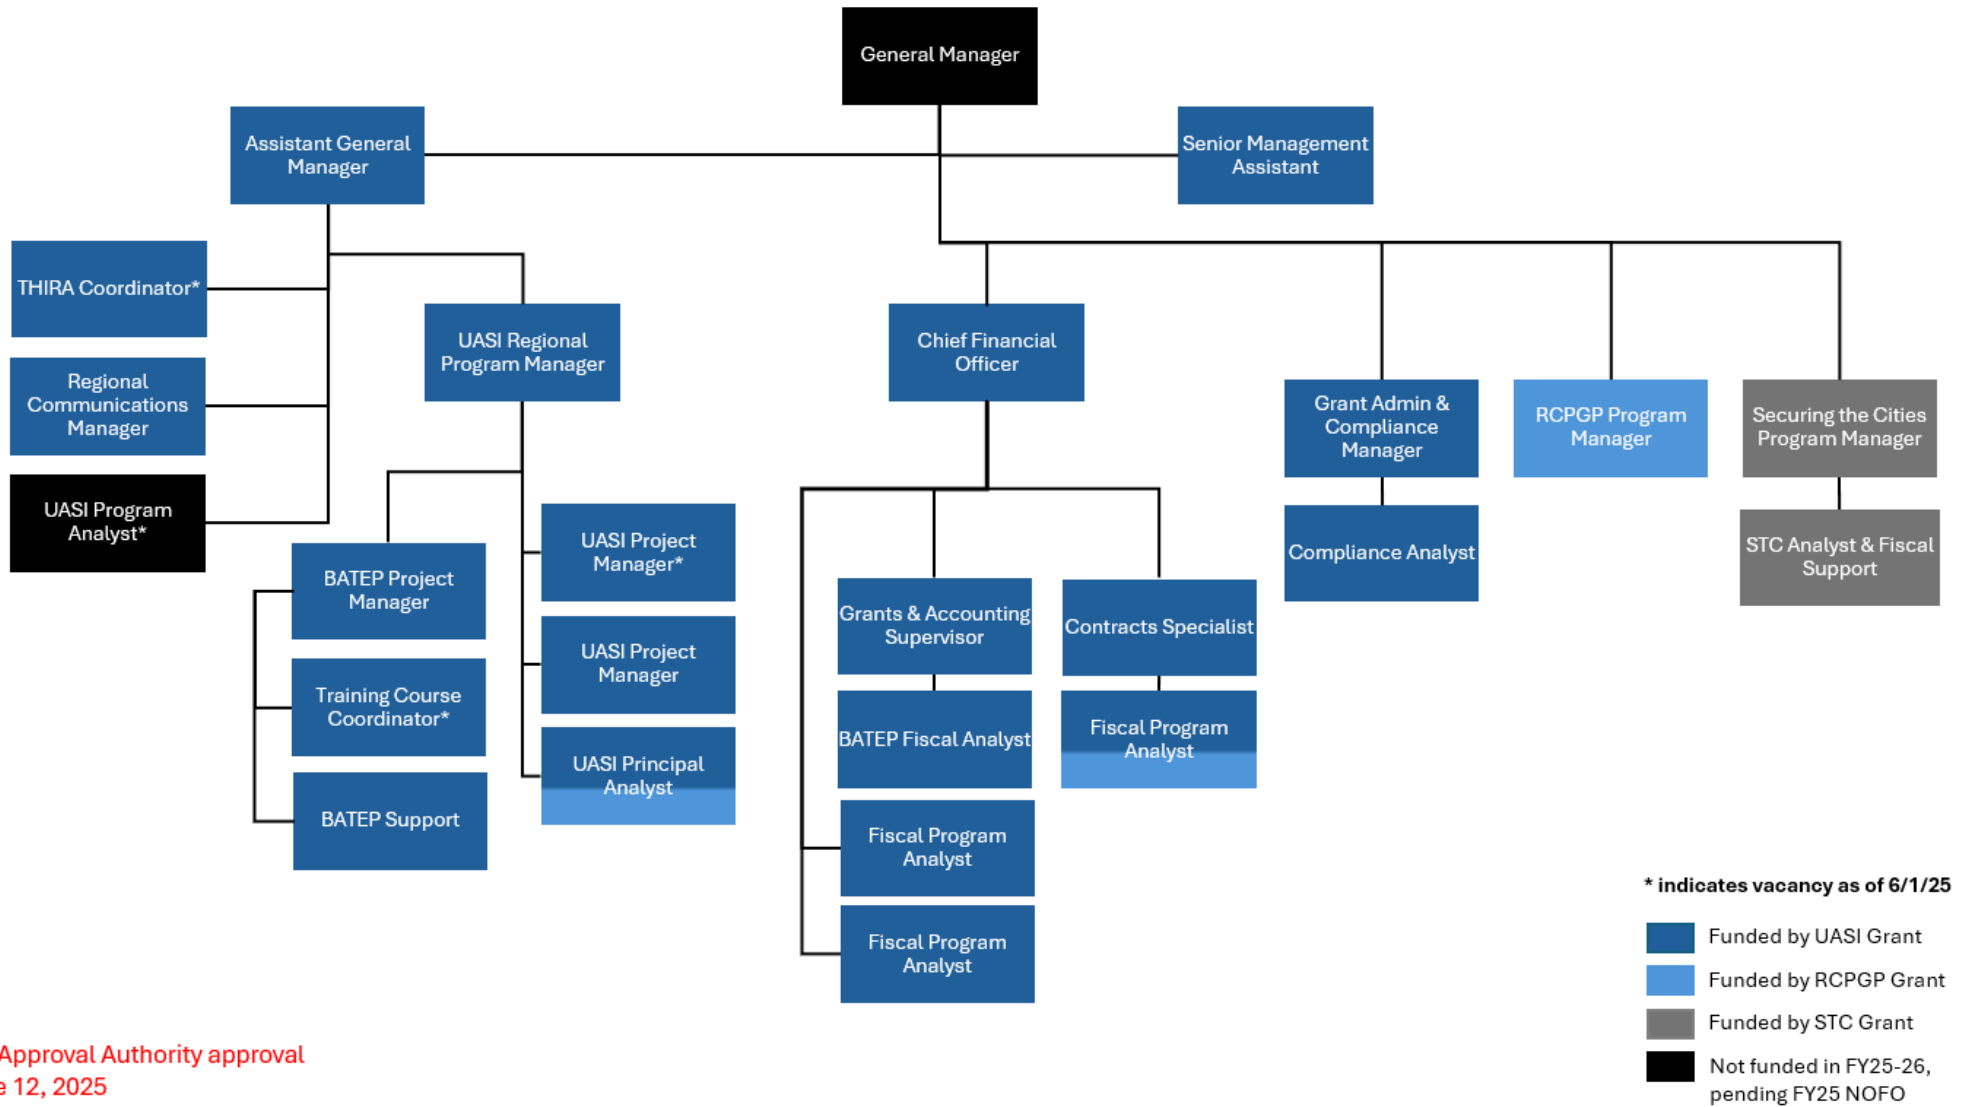 General Manager
Assistant General
Manager
Senior Management
Assistant
THIRA Coordinator*
Regional
Communications
Manager
UASI Program
Analyst*
UASI Regional
Program Manager
BATEP Project
Manager
Training Course
Coordinator*
BATEP Support
UASI Project
Manager*
UASI Project
Manager
UASI Principal
Analyst
Chief Financial
Officer
Grants & Accounting
Supervisor
BATEP Fiscal Analyst
Fiscal Program
Analyst
Fiscal Program
Analyst
Contracts Specialist
Fiscal Program
Analyst
Grant Admin &
Compliance
Manager
Compliance Analyst
RCPGP Program
Manager
Securing the Cities
Program Manager
STC Analyst & Fiscal
Support
* indicates vacancy as of 6/1/25
Funded by UASI Grant
Funded by RCPGP Grant
Funded by STC Grant
Not funded in FY25-26,
pending FY25 NOFO
Approval Authority approval
e 12, 2025